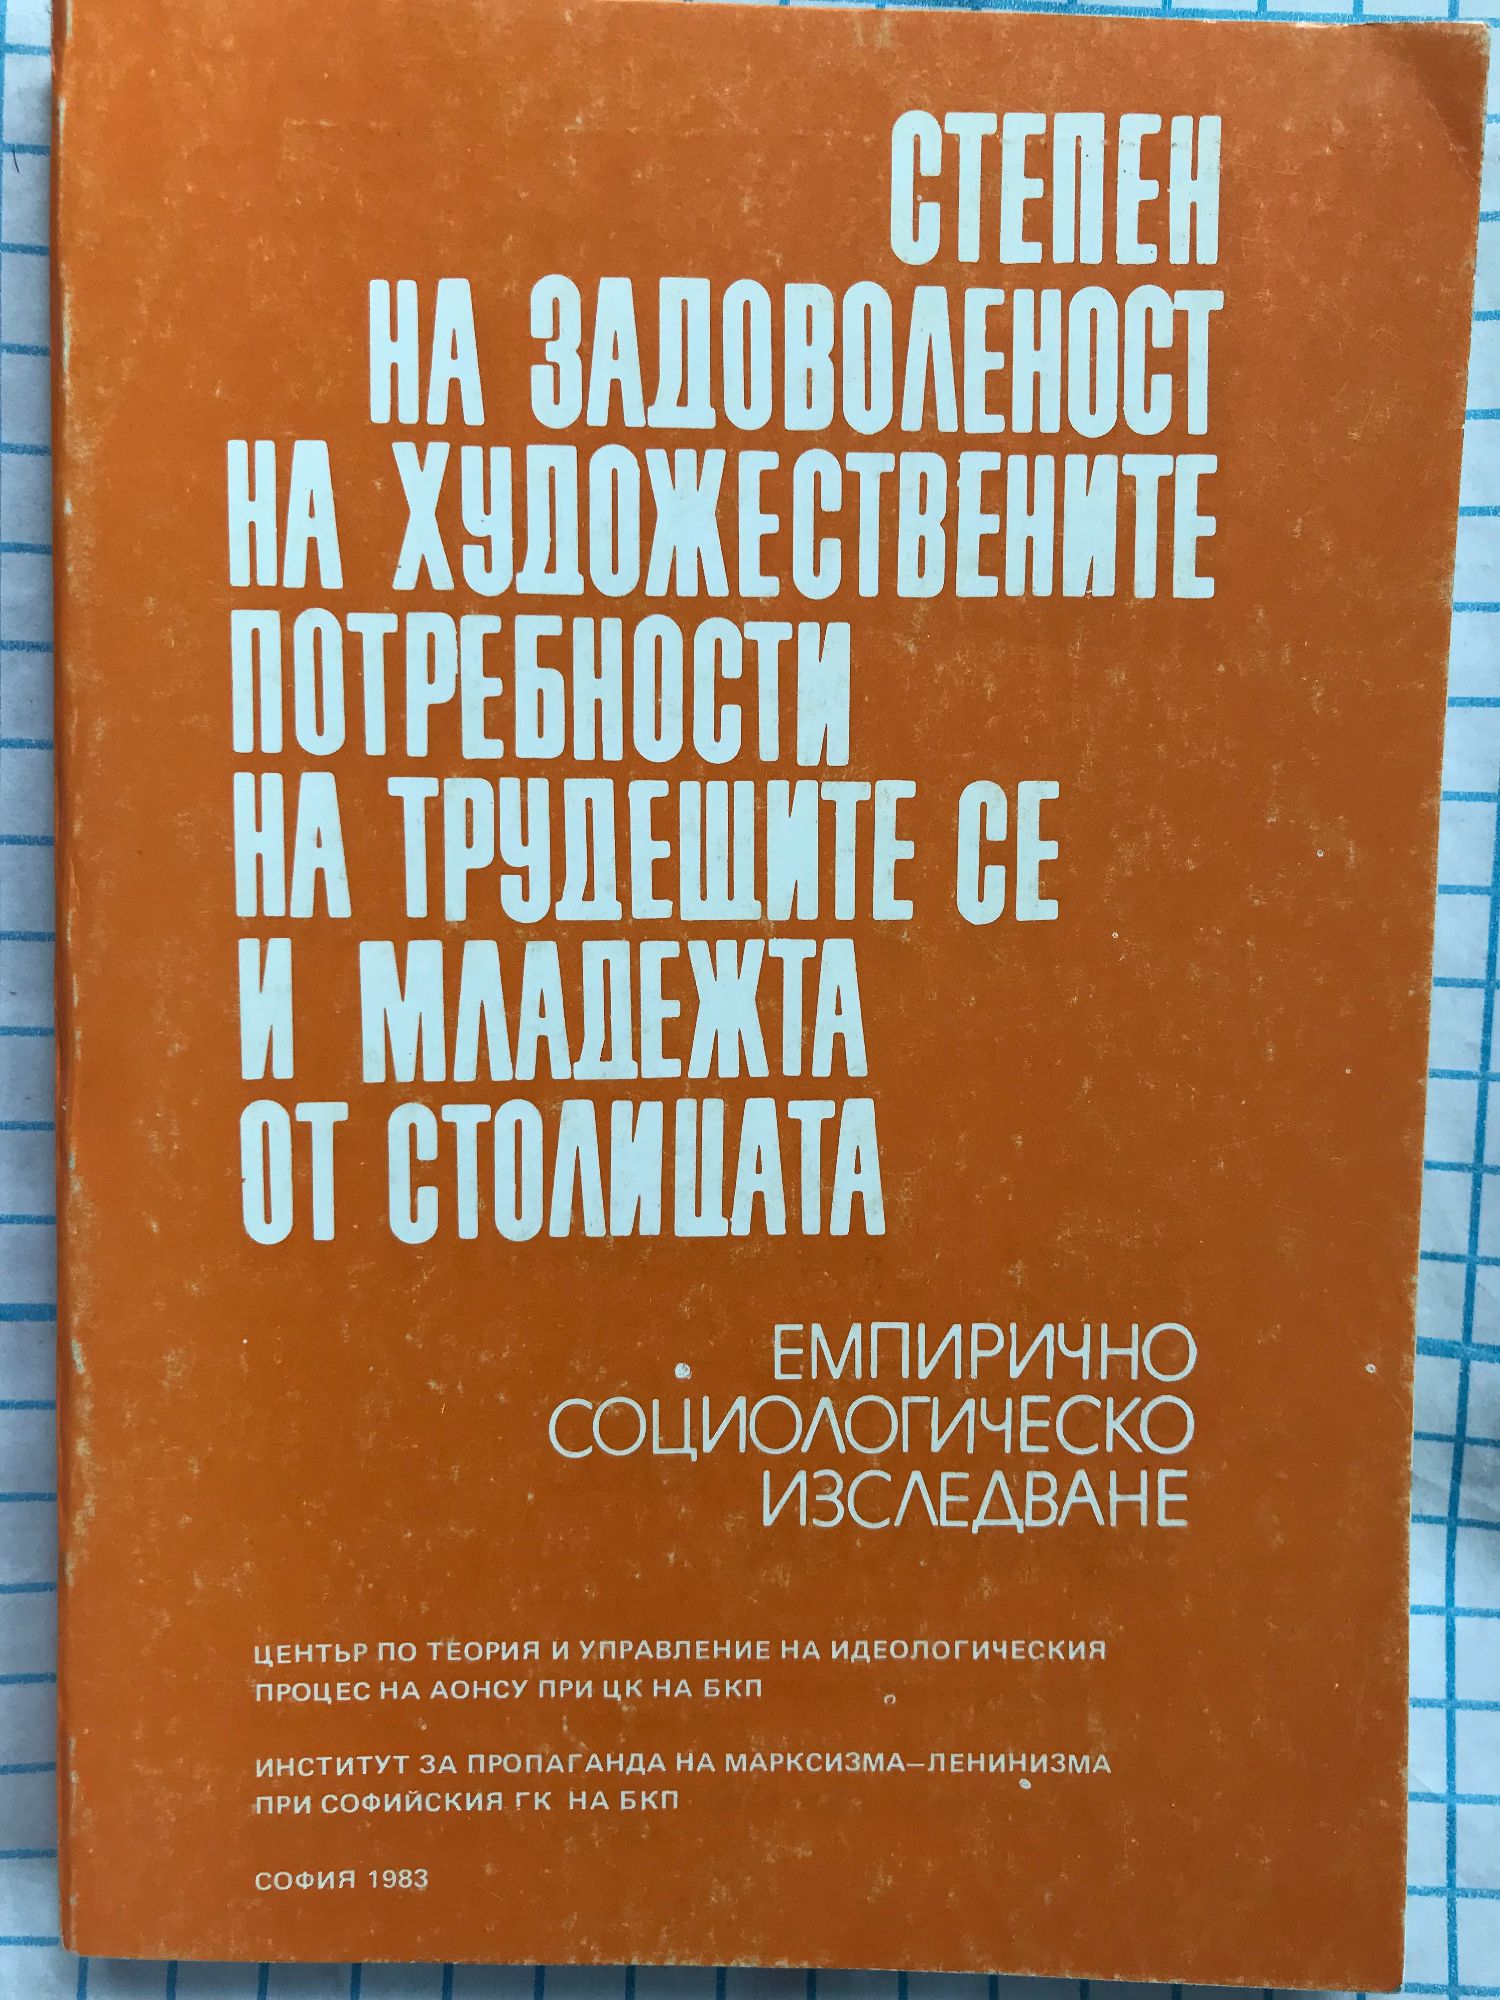 СТЕПЕН
НА ЗАДОВОЛЕНОСТ
НА ХУДОЖЕСТВЕНИТЕ
ПОТРЕБНОСТИ
НА ТРУДЕЩИТЕ СЕ
И МЛАДЕЖТА
ОТ СТОЛИЦАТА
ЕМПИРИЧНО
СОЦИОЛОГИЧЕСКО
ИЗСЛЕДВАНЕ
ЦЕНТЪР ПО ТЕОРИЯ И УПРАВЛЕНИЕ НА ИДЕОЛОГИЧЕСКИЯ
ПРОЦЕС НА АОНСУ ПРИ ЦК НА БКП
ИНСТИТУТ ЗА ПРОПАГАНДА НА МАРКСИЗМА–ЛЕНИНИЗМА
ПРИ СОФИЙСКИЯ ГК НА БКП
СОФИЯ 1983